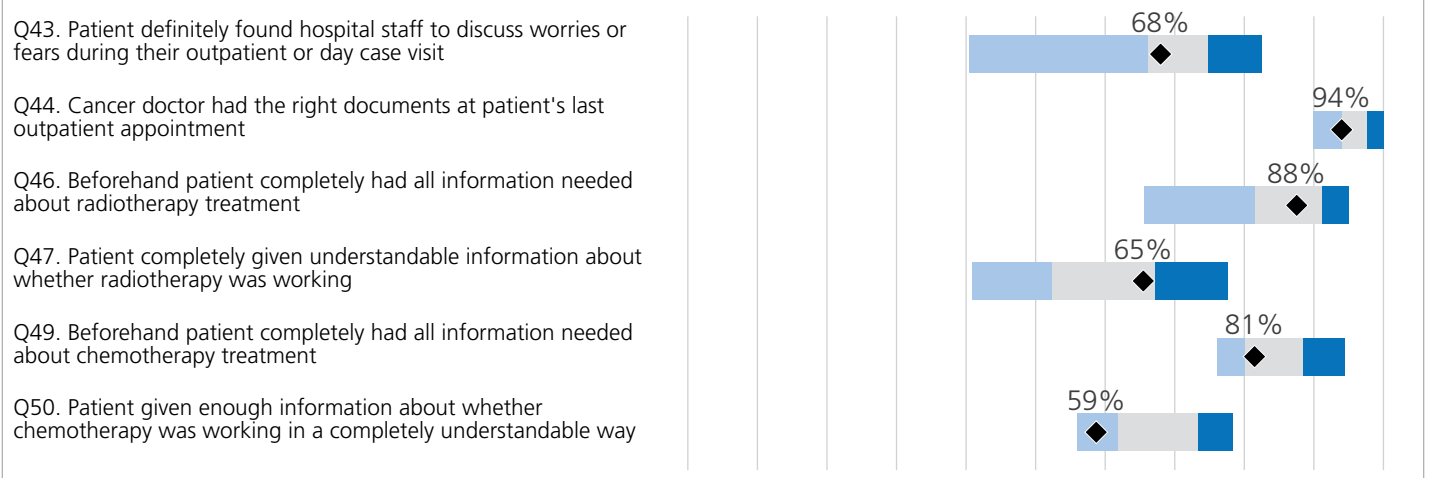 Q43. Patient definitely found hospital staff to discuss worries or
fears during their outpatient or day case visit
68%
Q44. Cancer doctor had the right documents at patient's last
outpatient appointment
94%
Q46. Beforehand patient completely had all information needed
about radiotherapy treatment
88%
Q47. Patient completely given understandable information about
whether radiotherapy was working
65%
Q49. Beforehand patient completely had all information needed
about chemotherapy treatment
81%
Q50. Patient given enough information about whether
chemotherapy was working in a completely understandable way
59%